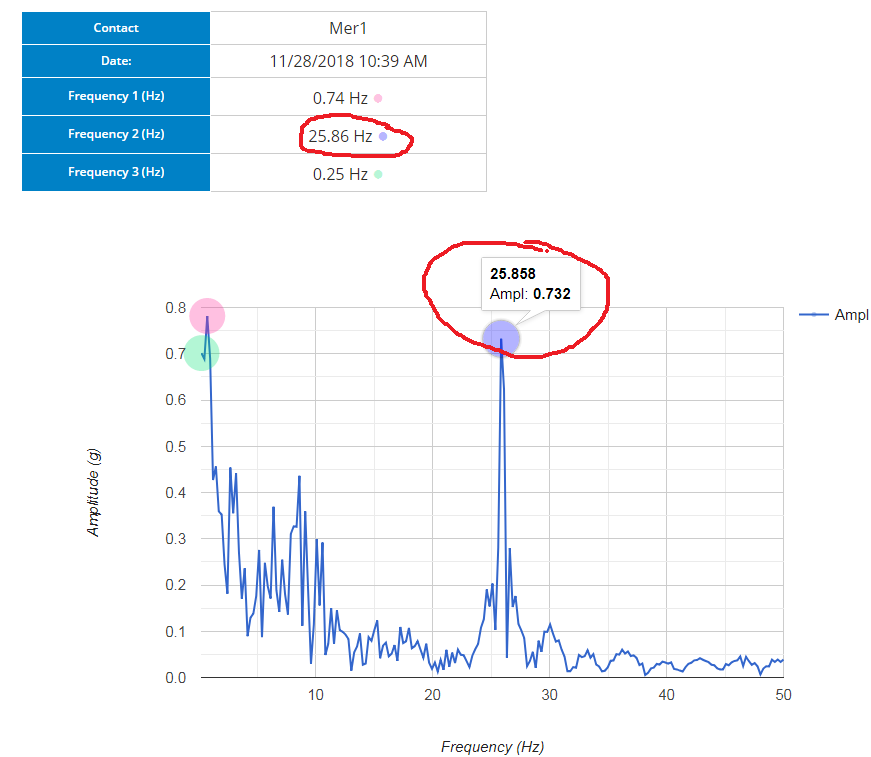 Contact Mer1
Date: 11/28/2018 10:39 AM
Frequency 1 (Hz) 0.74 Hz
Frequency 2 (Hz) 25.86 Hz
Frequency 3 (Hz) 0.25 Hz
25.858
Ampl: 0.732
Ampl
0.8
0.7
0.6
0.5
0.4
0.3
0.2
0.1
0.0
Amplitude (g)
10 20 30 40 50
Frequency (Hz)